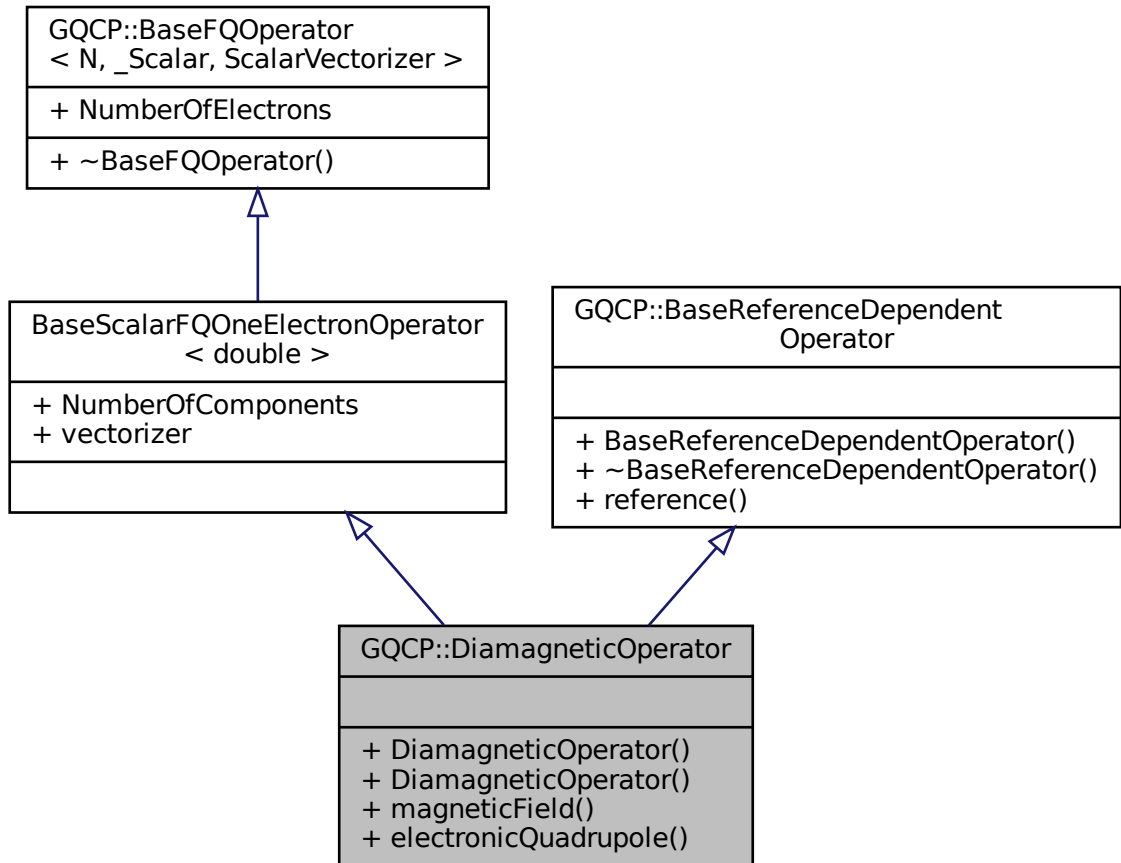 GQCP::BaseFQOperator
< N, _Scalar, ScalarVectorizer >
+ NumberOfElectrons
+ ~BaseFQOperator()
BaseScalarFQOneElectronOperator
< double >
+ NumberOfComponents
+ vectorizer
GQCP::BaseReferenceDependent
Operator
+ BaseReferenceDependentOperator()
+ ~BaseReferenceDependentOperator()
+ reference()
GQCP::DiamagneticOperator
+ DiamagneticOperator()
+ DiamagneticOperator()
+ magneticField()
+ electronicQuadrupole()